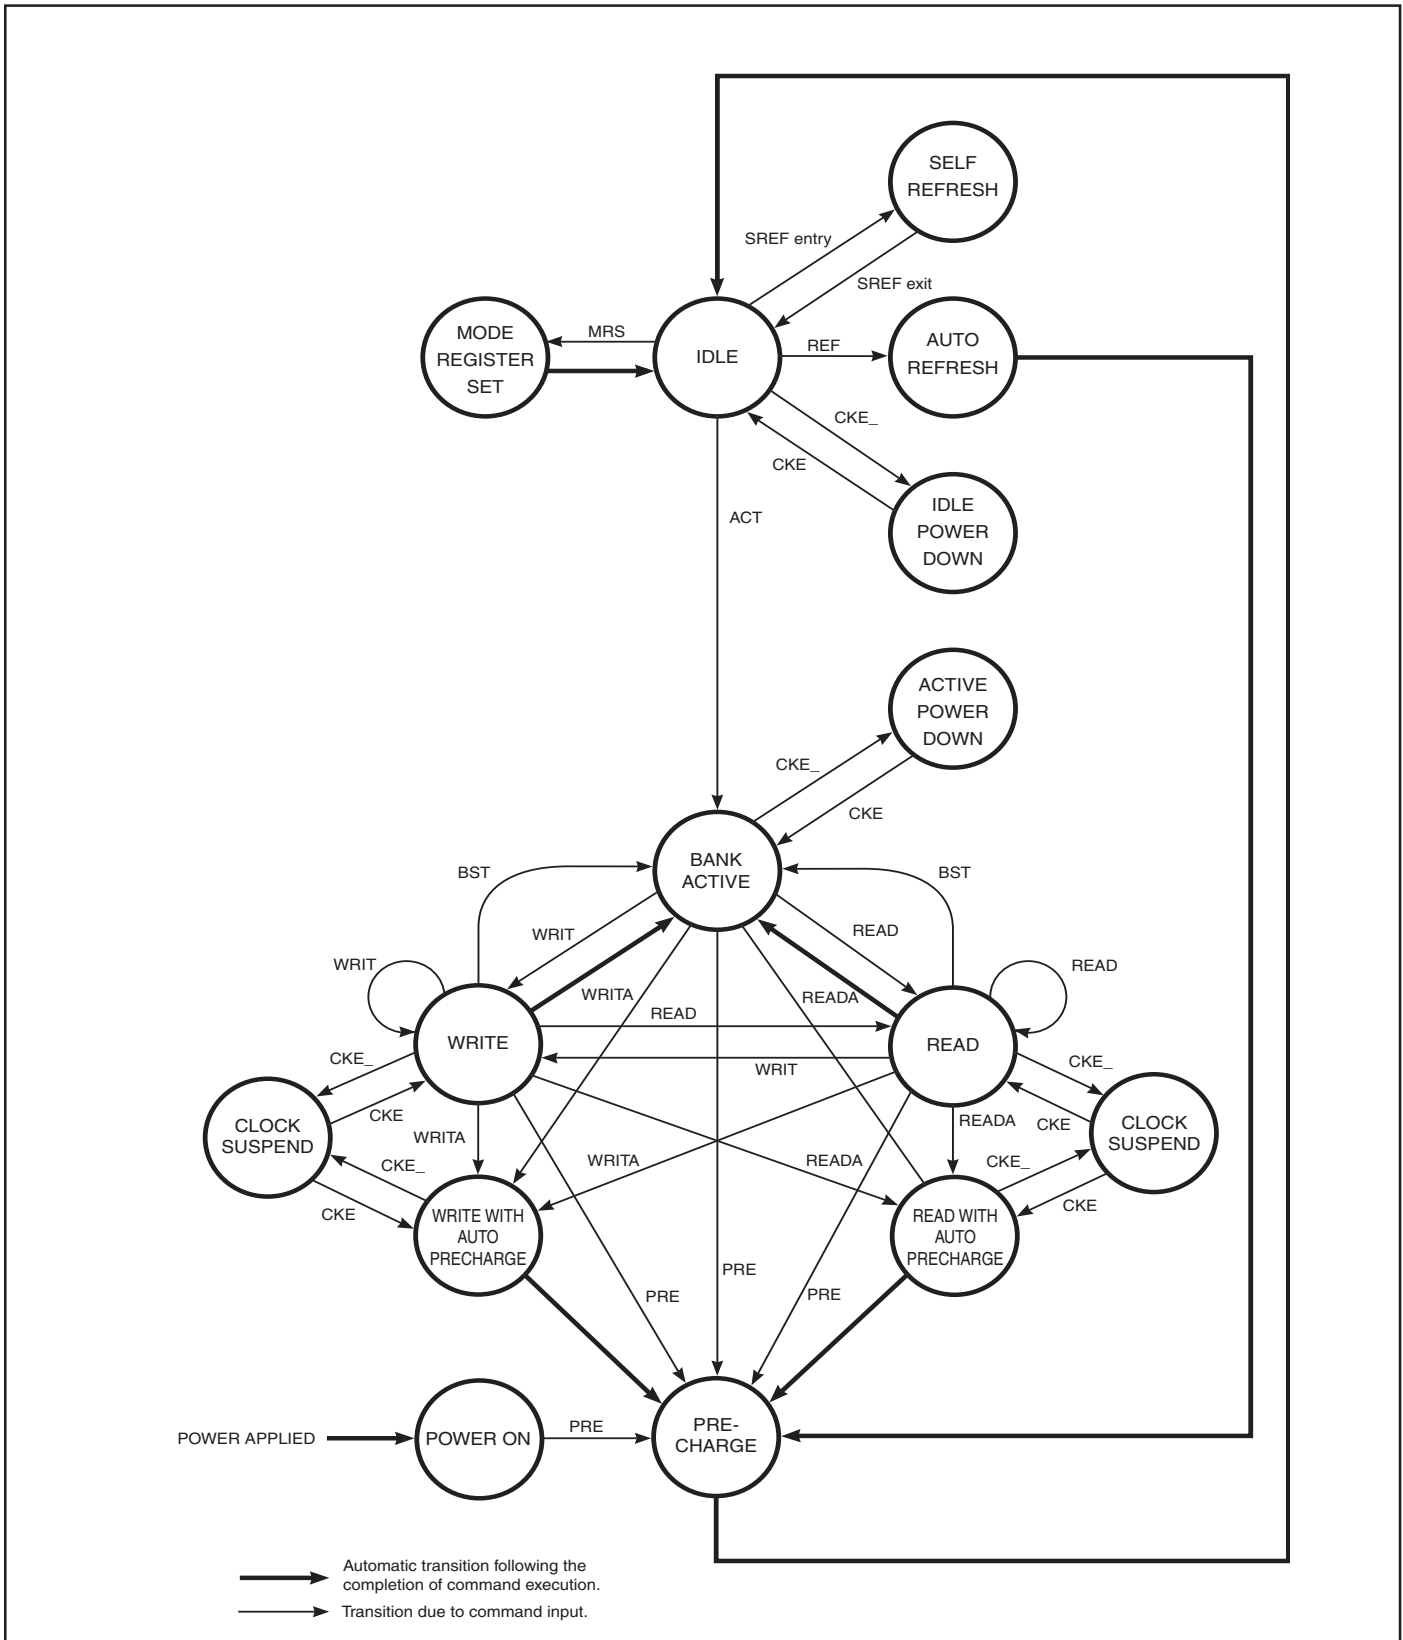 SELF
REFRESH
SREF entry
SREF exit
MODE
REGISTER
SET
MRS
IDLE
REF
AUTO
REFRESH
CKE_
CKE
IDLE
POWER
DOWN
ACT
ACTIVE
POWER
DOWN
CKE_
CKE
BANK
ACTIVE
BST
BST
WRIT
READ
WRIT
READ
WRITA
READA
READ
WRITE
READ
WRIT
CKE_
CKE_
CKE
CKE
CLOCK
SUSPEND
WRITA
READA
CLOCK
SUSPEND
CKE_
WRITA
READA
CKE_
CKE
CKE
WRITE WITH
AUTO
PRECHARGE
READ WITH
AUTO
PRECHARGE
PRE
PRE
PRE
POWER APPLIED
POWER ON
PRE
PRE-
CHARGE
Automatic transition following the
completion of command execution.
Transition due to command input.